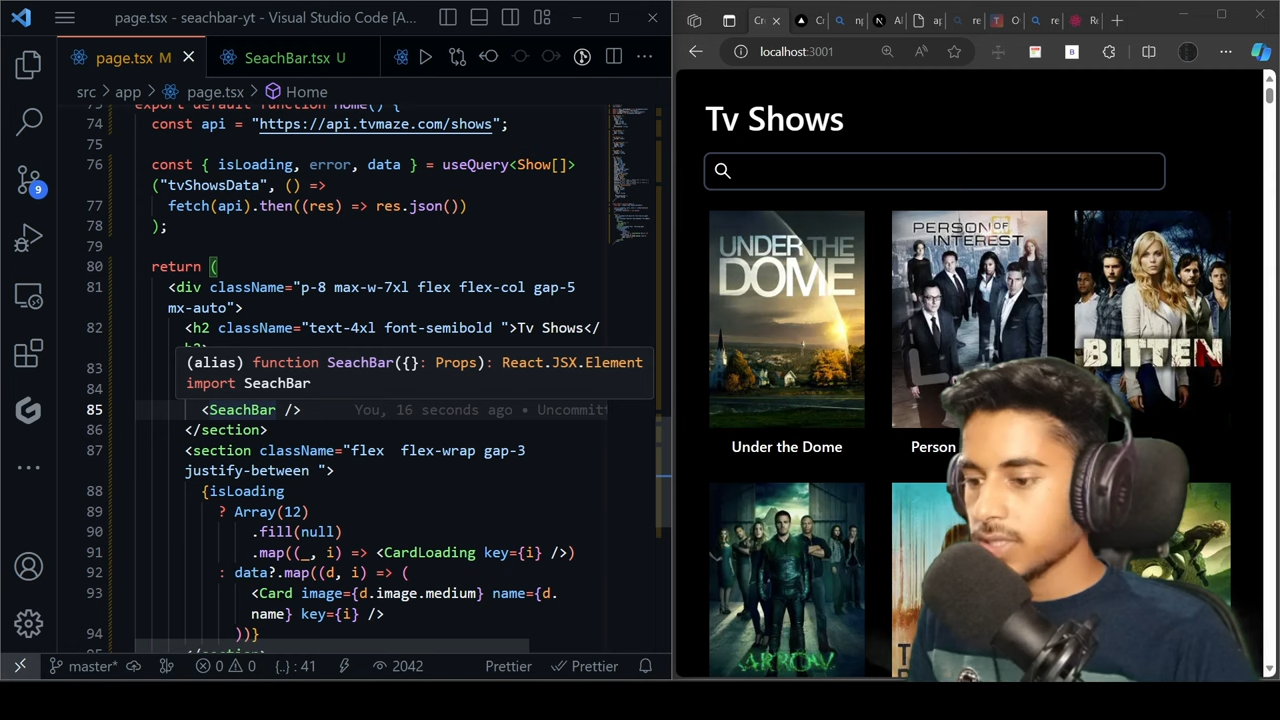 page.tsx - seachbar-yt - Visual Studio Code [A...
page.tsx M
SeachBar.tsx U
src > app > page.tsx > Home
73 export default function Home() {
74 const api = "https://api.tvmaze.com/shows";
75
76 const { isLoading, error, data } = useQuery<Show[]>
("tvShowsData", () =>
77 fetch(api).then((res) => res.json())
78 );
79
80 return (
81 <div className="p-8 max-w-7xl flex flex-col gap-5
mx-auto">
82 <h2 className="text-4xl font-semibold ">Tv Shows</
h2>
83
(alias) function SeachBar({}: Props): React.JSX.Element
84
import SeachBar
85 <SeachBar /> You, 16 seconds ago • Uncommitt
86 </section>
87 <section className="flex  flex-wrap gap-3
justify-between ">
88 {isLoading
89 ? Array(12)
90 .fill(null)
91 .map((_, i) => <CardLoading key={i} />)
92 : data?.map((d, i) => (
93 <Card image={d.image.medium} name={d.
name} key={i} />
94 ))}
9
master* 0 0 {..} : 41 2042 Prettier Prettier
localhost:3001
Tv Shows
UNDER THE
DOME
PERSON OF
INTEREST
BITTEN
Under the Dome
Person
ARROW